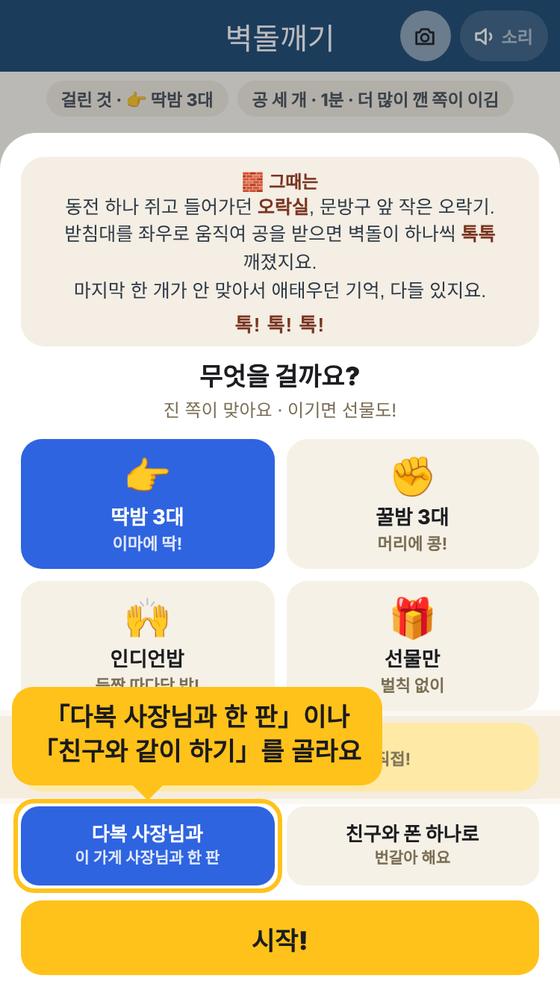 벽돌깨기
소리
걸린 것 · 👉 딱밤 3대
공 세 개 · 1분 · 더 많이 깬 쪽이 이김
🧱 그때는
동전 하나 쥐고 들어가던 오락실, 문방구 앞 작은 오락기.
받침대를 좌우로 움직여 공을 받으면 벽돌이 하나씩 톡톡
깨졌지요.
마지막 한 개가 안 맞아서 애태우던 기억, 다들 있지요.
톡! 톡! 톡!
무엇을 걸까요?
진 쪽이 맞아요 · 이기면 선물도!
딱밤 3대
이마에 딱!
꿀밤 3대
머리에 콩!
인디언밥
선물만
벌칙 없이
「다복 사장님과 한 판」이나
「친구와 같이 하기」를 골라요
직접!
다복 사장님과
이 가게 사장님과 한 판
친구와 폰 하나로
번갈아 해요
시작!